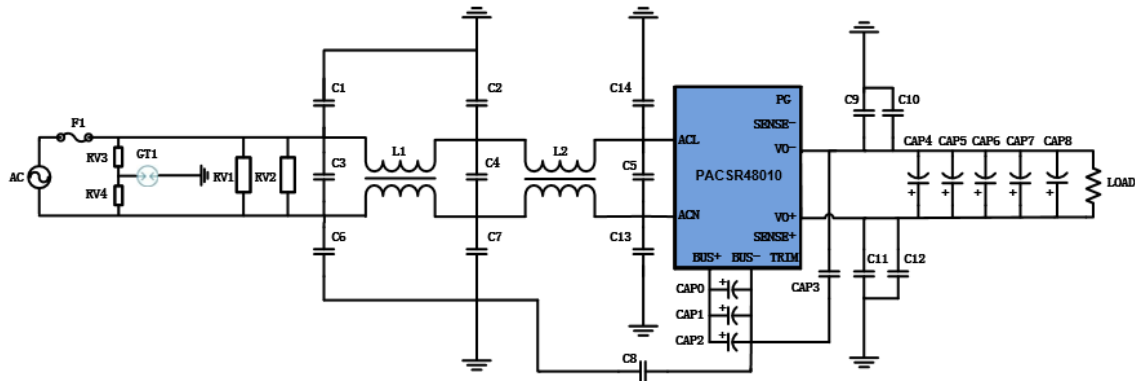 C1
C2
C14
PG
C9
C10
F1
SENSE-
GT1
L1
L2
ACL
CAP4 CAP5 CAP6 CAP7 CAP8
RV3
VO-
C3
C4
C5
AC
RV1
RV2
PACSR48010
LOAD
RV4
ACN
VO+
C6
C7
C13
SENSE+
BUS+ BUS- TRIM
C11
C12
CAP0
CAP3
CAP1
CAP2
C8